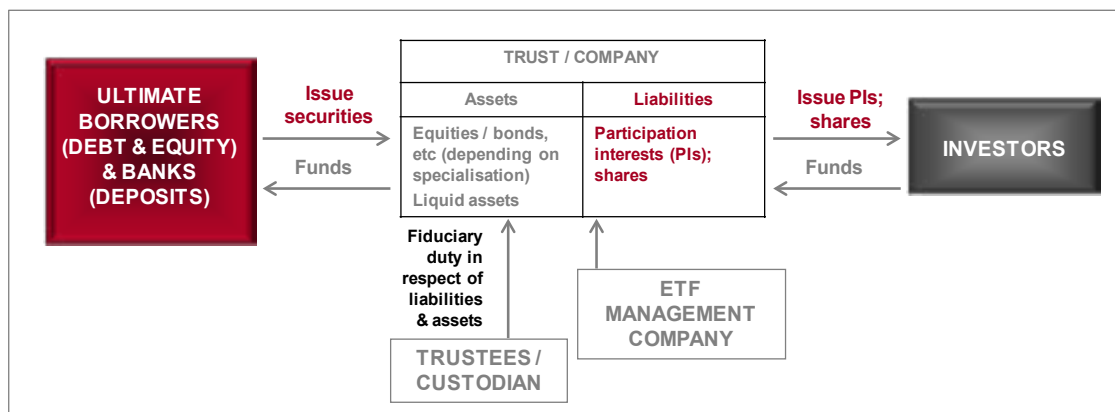 TRUST / COMPANY
ULTIMATE
BORROWERS
(DEBT & EQUITY)
& BANKS
(DEPOSITS)
Issue
securities
Funds
Assets
Equities / bonds,
etc (depending on
specialisation)
Liquid assets
Liabilities
Participation
interests (PIs);
shares
Issue PIs;
shares
Funds
INVESTORS
Fiduciary
duty in
respect of
liabilities
& assets
TRUSTEES /
CUSTODIAN
ETF
MANAGEMENT
COMPANY